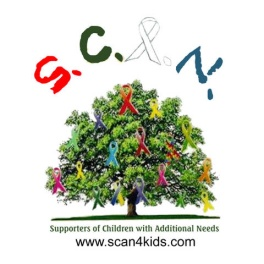 S.C.A.N.
Supporters of Children with Additional Needs
www.scan4kids.com